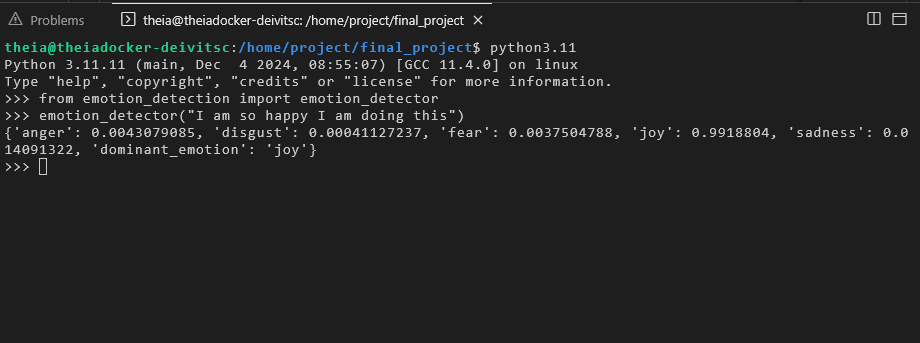 Problems theia@theiadocker-deivitsc: /home/project/final_project
theia@theiadocker-deivitsc:/home/project/final_project$ python3.11
Python 3.11.11 (main, Dec  4 2024, 08:55:07) [GCC 11.4.0] on linux
Type "help", "copyright", "credits" or "license" for more information.
>>> from emotion_detection import emotion_detector
>>> emotion_detector("I am so happy I am doing this")
{'anger': 0.0043079085, 'disgust': 0.00041127237, 'fear': 0.0037504788, 'joy': 0.9918804, 'sadness': 0.0
14091322, 'dominant_emotion': 'joy'}
>>>